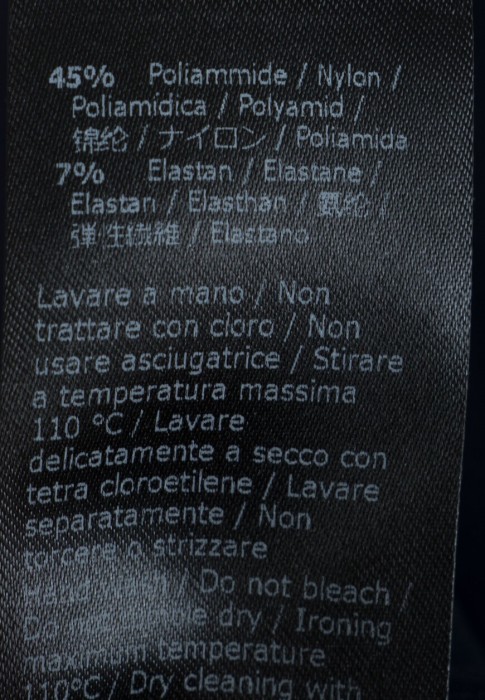 45% Poliammide / Nylon /
Poliamidica / Polyamid /
锦纶 / ナイロン / Poliamida
7% Elastan / Elastane /
Elastan / Elasthan / 氨纶 /
弾性繊維 / Elastano
Lavare a mano / Non
trattare con cloro / Non
usare asciugatrice / Stirare
a temperatura massima
110 °C / Lavare
delicatamente a secco con
tetra cloroetilene / Lavare
separatamente / Non
torcere o strizzare
Hand wash / Do not bleach /
Do not tumble dry / Ironing
maximum temperature
110°C / Dry cleaning with